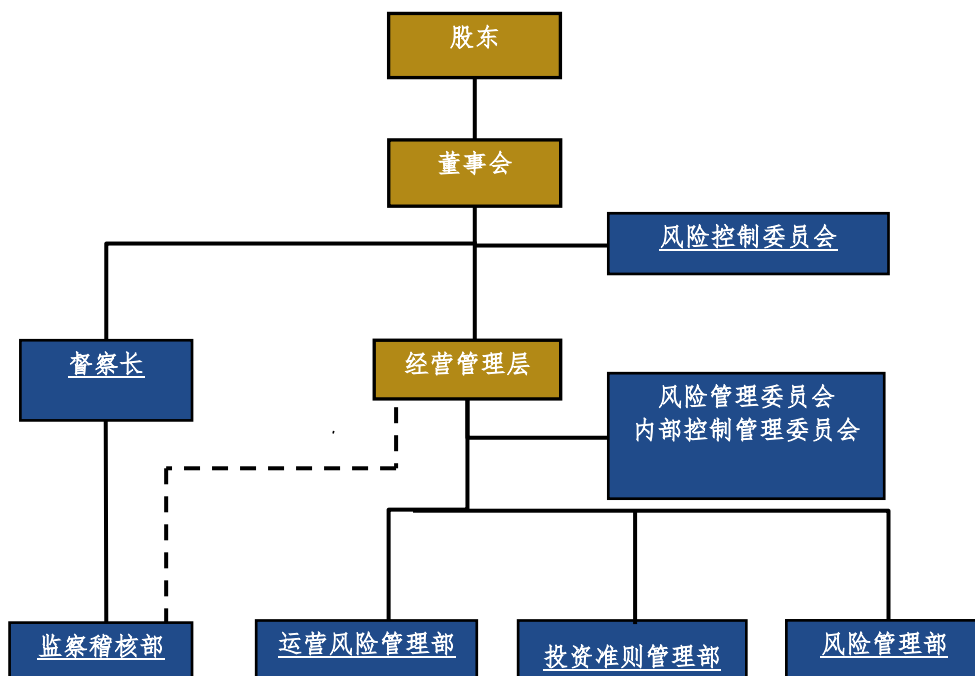 股东
董事会
风险控制委员会
督察长
经营管理层
风险管理委员会
内部控制管理委员会
监察稽核部
运营风险管理部
投资准则管理部
风险管理部